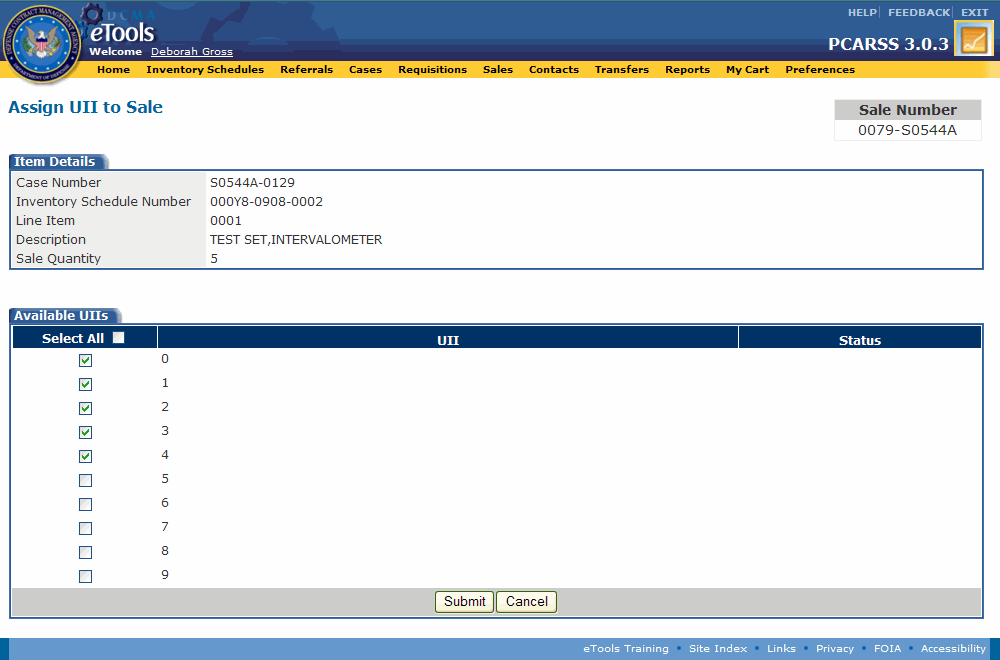 HELP FEEDBACK EXIT
DCMA
eTools
Welcome Deborah Gross
PCARSS 3.0.3
Home Inventory Schedules Referrals Cases Requisitions Sales Contacts Transfers Reports My Cart Preferences
Assign UII to Sale
Sale Number
0079-S0544A
Item Details
Case Number S0544A-0129
Inventory Schedule Number 000Y8-0908-0002
Line Item 0001
Description TEST SET,INTERVALOMETER
Sale Quantity 5
Available UIIs
Select All UII Status
0
1
2
3
4
5
6
7
8
9
Submit Cancel
eTools Training • Site Index • Links • Privacy • FOIA • Accessibility